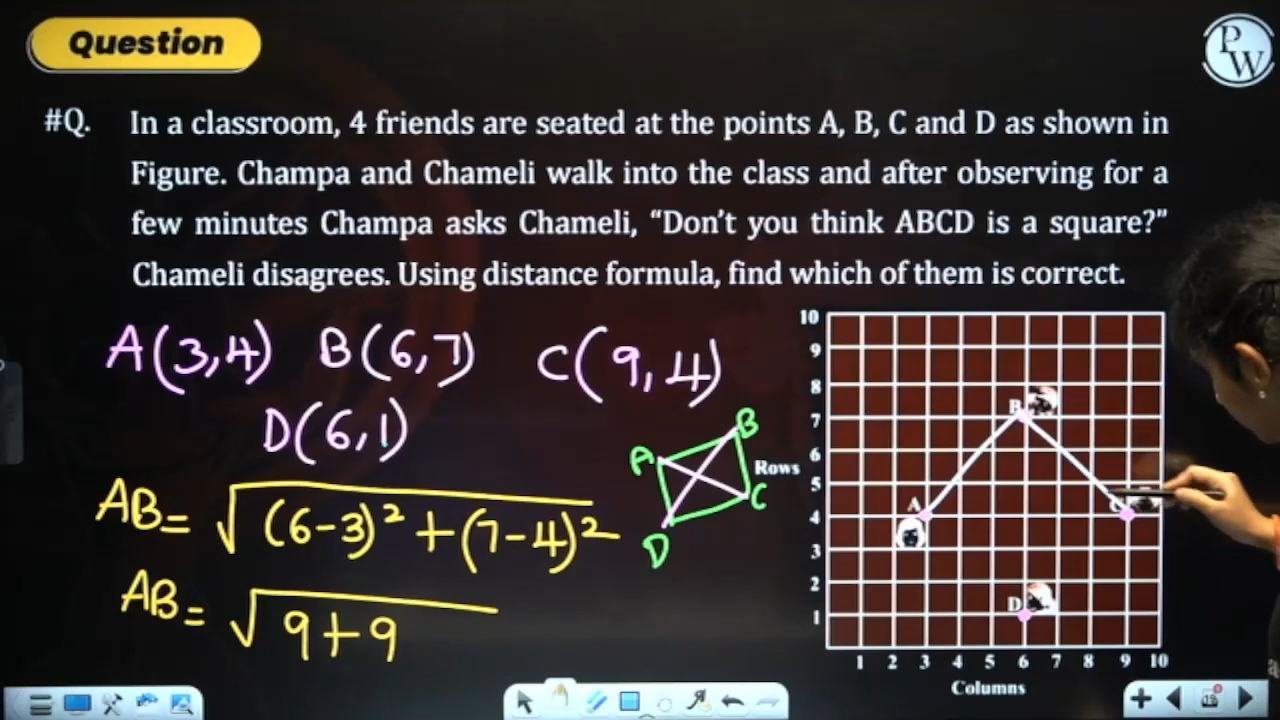 Question
PW
#Q. In a classroom, 4 friends are seated at the points A, B, C and D as shown in
Figure. Champa and Chameli walk into the class and after observing for a
few minutes Champa asks Chameli, “Don’t you think ABCD is a square?”
Chameli disagrees. Using distance formula, find which of them is correct.
A(3,4) B(6,7) C(9,4)
D(6,1)
AB = √(6-3)² + (7-4)²
AB = √9+9
A
B
C
D
10
9
8
7
6
5
4
3
2
1
Rows
B
A
C
D
1 2 3 4 5 6 7 8 9 10
Columns